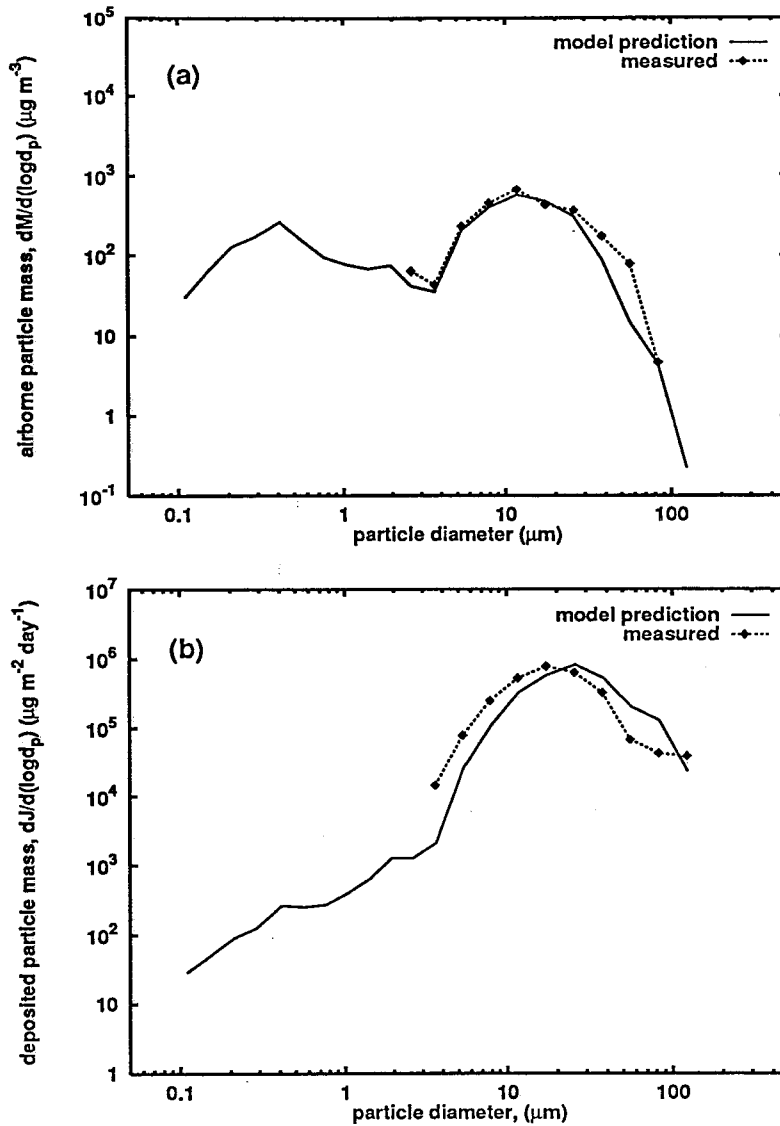 airborne particle mass, dM/d(logd_p) (μg m⁻³)
10⁵
10⁴
10³
10²
10
1
10⁻¹
(a)
model prediction
measured
0.1
1
10
100
particle diameter (μm)
deposited particle mass, dJ/d(logd_p) (μg m⁻² day⁻¹)
10⁷
10⁶
10⁵
10⁴
10³
10²
10
1
(b)
model prediction
measured
0.1
1
10
100
particle diameter, (μm)